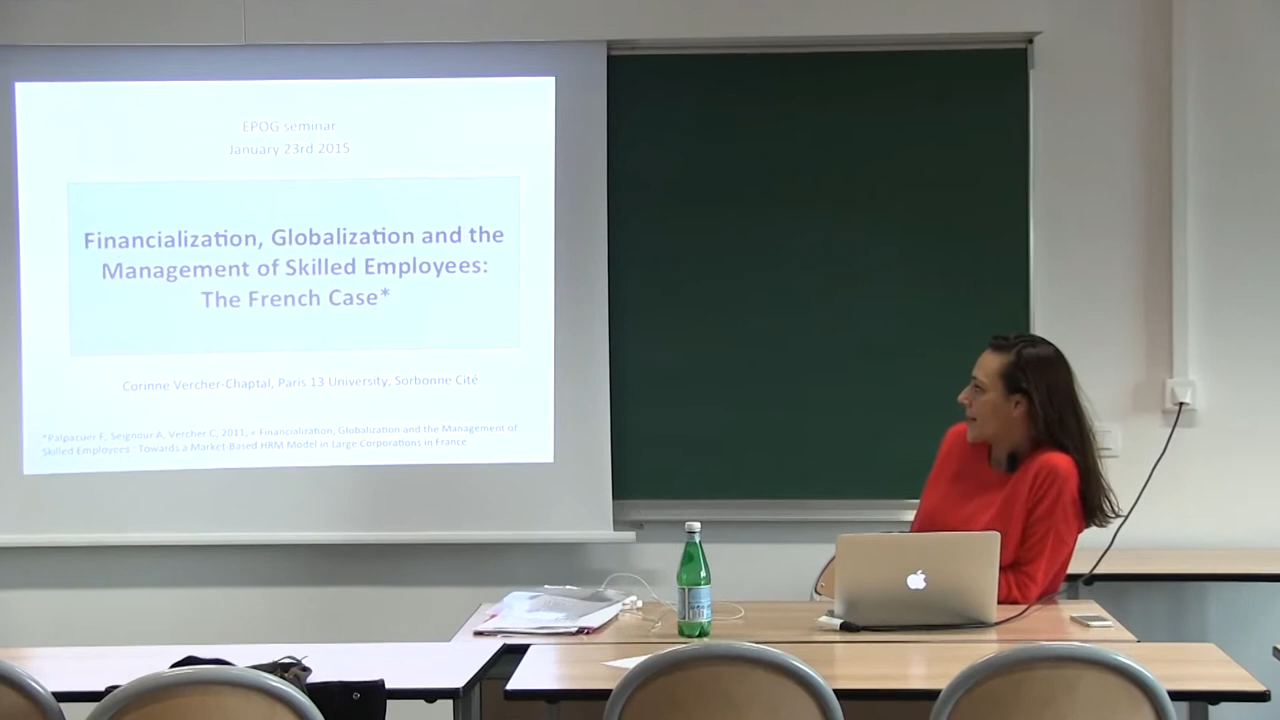 EPOG seminar
January 23rd 2015
Financialization, Globalization and the
Management of Skilled Employees:
The French Case*
Corinne Vercher-Chaptal, Paris 13 University, Sorbonne Cité
*Palpacuer F, Seignour A, Vercher C, 2011, « Financialization, Globalization and the Management of
Skilled Employees : Towards a Market-Based HRM Model in Large Corporations in France